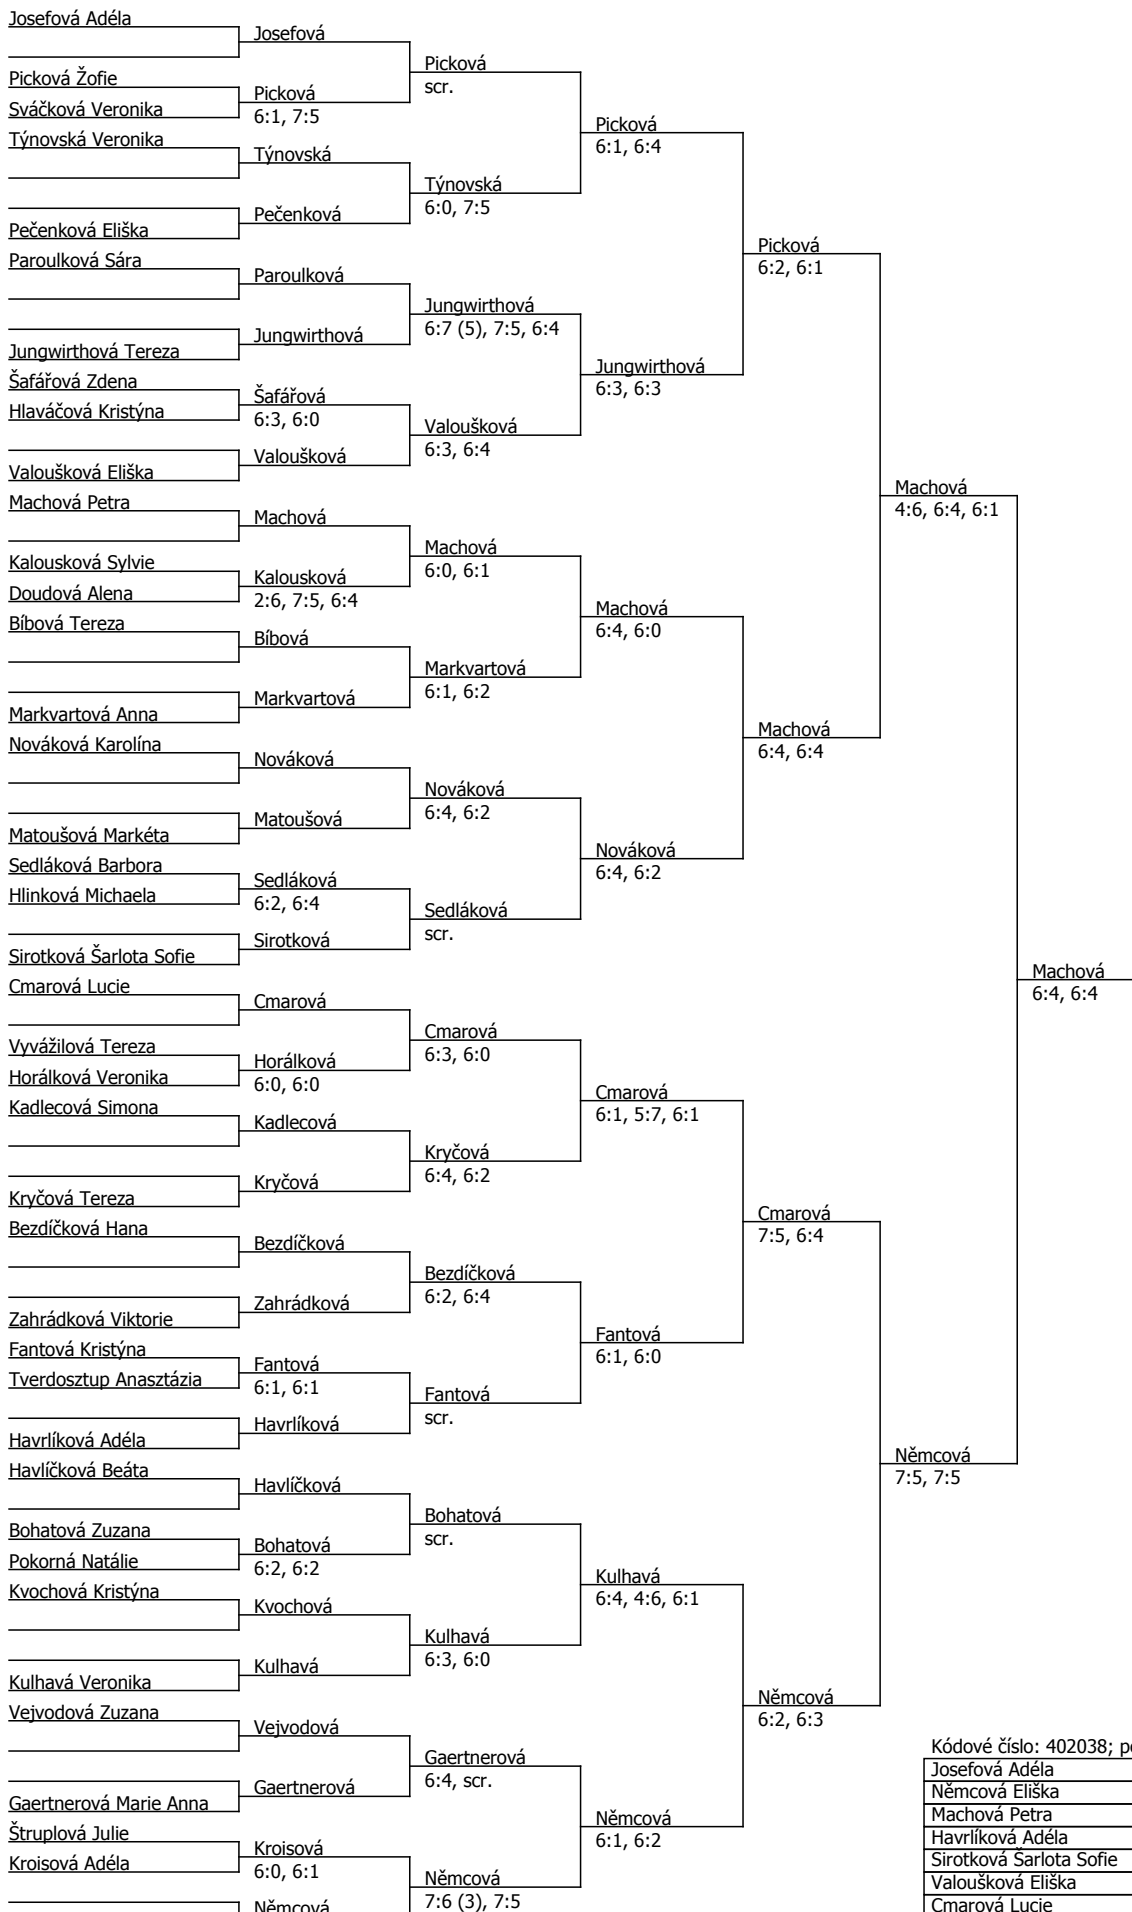 Josefová Adéla
Picková Žofie
Sváčková Veronika
Týnovská Veronika
Pečenková Eliška
Paroulková Sára
Jungwirthová Tereza
Šafářová Zdena
Hlaváčová Kristýna
Valoušková Eliška
Machová Petra
Kalousková Sylvie
Doudová Alena
Bíbová Tereza
Markvartová Anna
Nováková Karolína
Matoušová Markéta
Sedláková Barbora
Hlinková Michaela
Sirotková Šarlota Sofie
Cmarová Lucie
Vyvážilová Tereza
Horálková Veronika
Kadlecová Simona
Kryčová Tereza
Bezdíčková Hana
Zahrádková Viktorie
Fantová Kristýna
Tverdosztup Anasztázia
Havrlíková Adéla
Havlíčková Beáta
Bohatová Zuzana
Pokorná Natálie
Kvochová Kristýna
Kulhavá Veronika
Vejvodová Zuzana
Gaertnerová Marie Anna
Štruplová Julie
Kroisová Adéla
Josefová
Picková
6:1, 7:5
Týnovská
Pečenková
Paroulková
Jungwirthová
Šafářová
6:3, 6:0
Valoušková
Machová
Kalousková
2:6, 7:5, 6:4
Bíbová
Markvartová
Nováková
Matoušová
Sedláková
6:2, 6:4
Sirotková
Cmarová
Horálková
6:0, 6:0
Kadlecová
Kryčová
Bezdíčková
Zahrádková
Fantová
6:1, 6:1
Havrlíková
Havlíčková
Bohatová
6:2, 6:2
Kvochová
Kulhavá
Vejvodová
Gaertnerová
Kroisová
6:0, 6:1
Němcová
Picková
scr.
Týnovská
6:0, 7:5
Jungwirthová
6:7 (5), 7:5, 6:4
Valoušková
6:3, 6:4
Machová
6:0, 6:1
Markvartová
6:1, 6:2
Nováková
6:4, 6:2
Sedláková
scr.
Cmarová
6:3, 6:0
Kryčová
6:4, 6:2
Bezdíčková
6:2, 6:4
Fantová
scr.
Bohatová
scr.
Kulhavá
6:3, 6:0
Gaertnerová
6:4, scr.
Němcová
7:6 (3), 7:5
Picková
6:1, 6:4
Jungwirthová
6:3, 6:3
Machová
6:4, 6:0
Nováková
6:4, 6:2
Cmarová
6:1, 5:7, 6:1
Fantová
6:1, 6:0
Kulhavá
6:4, 4:6, 6:1
Němcová
6:1, 6:2
Picková
6:2, 6:1
Machová
6:4, 6:4
Cmarová
7:5, 6:4
Němcová
6:2, 6:3
Machová
4:6, 6:4, 6:1
Němcová
7:5, 7:5
Machová
6:4, 6:4
Kódové číslo: 402038;
Josefová Adéla
Němcová Eliška
Machová Petra
Havrlíková Adéla
Sirotková Šarlota Sofie
Valoušková Eliška
Cmarová Lucie